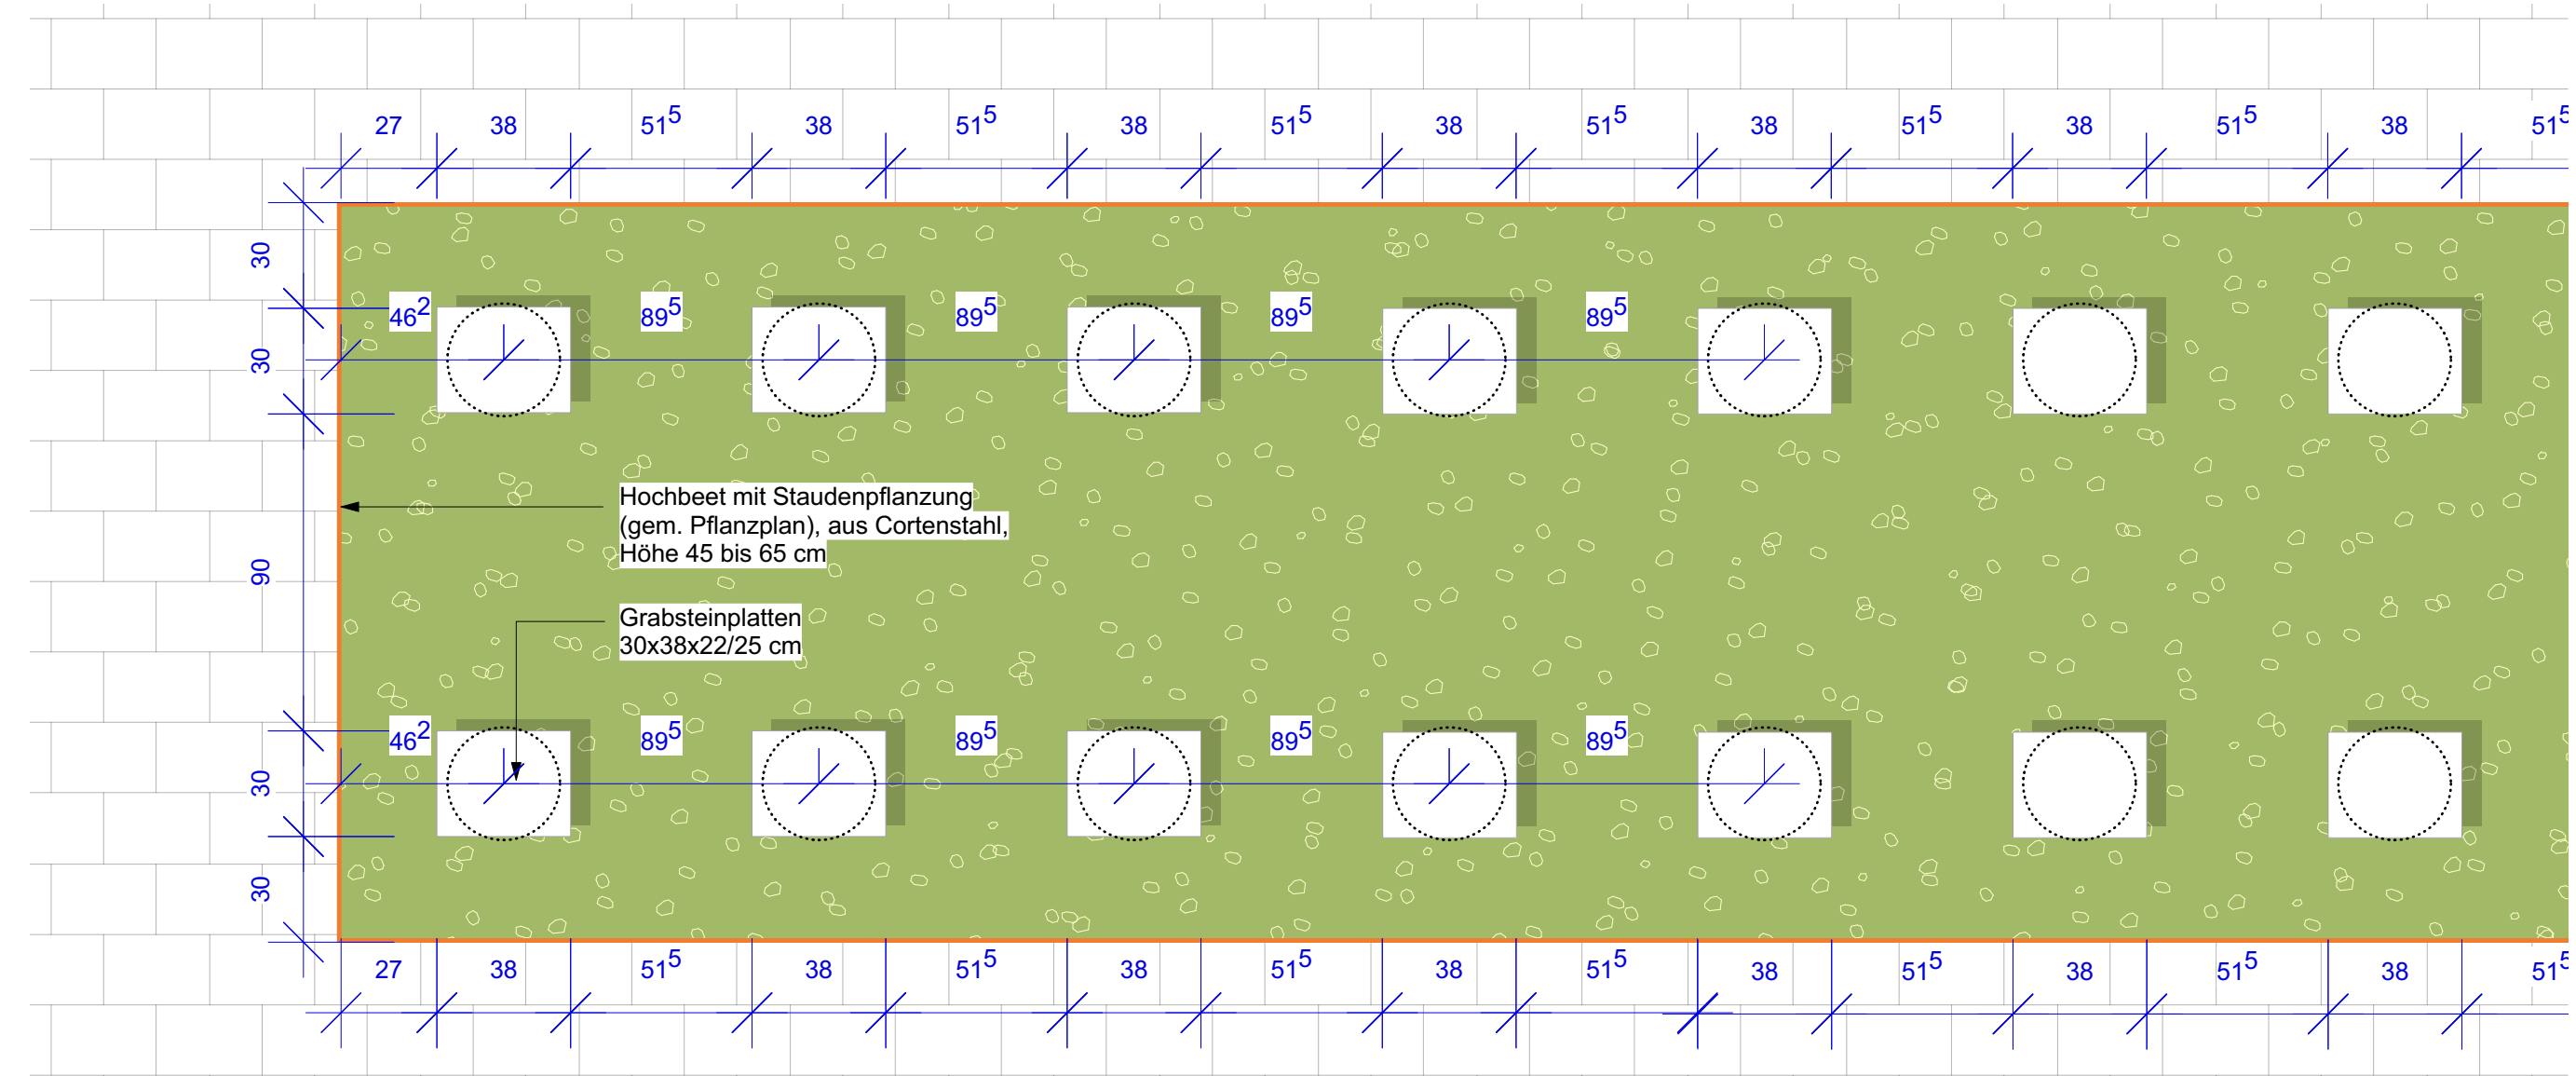 27 38 51⁵ 38 51⁵ 38 51⁵ 38 51⁵ 38 51⁵ 38 51⁵ 38 51⁵
30
46² 89⁵ 89⁵ 89⁵ 89⁵
30
Hochbeet mit Staudenpflanzung
(gem. Pflanzplan), aus Cortenstahl,
Höhe 45 bis 65 cm
90
Grabsteinplatten
30x38x22/25 cm
46² 89⁵ 89⁵ 89⁵ 89⁵
30
30
27 38 51⁵ 38 51⁵ 38 51⁵ 38 51⁵ 38 51⁵ 38 51⁵ 38 51⁵